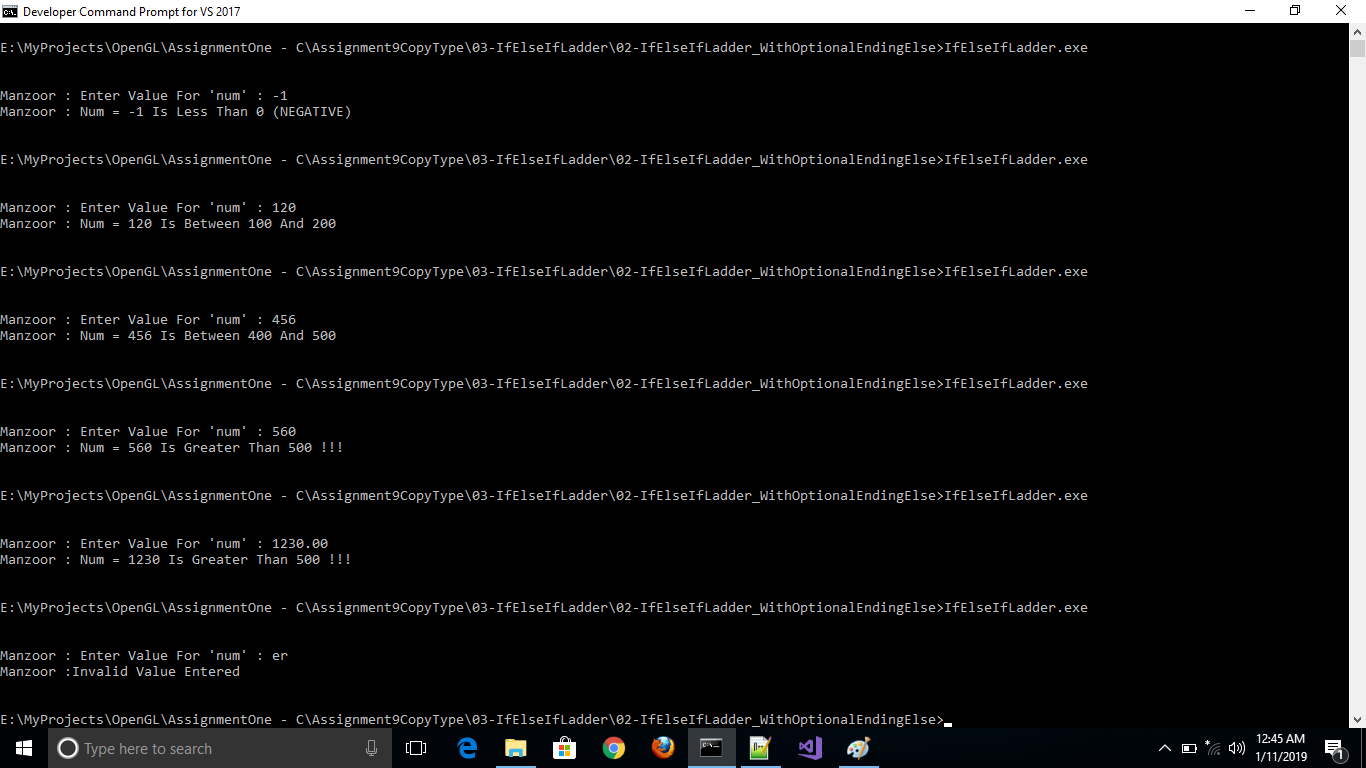 Developer Command Prompt for VS 2017
E:\MyProjects\OpenGL\AssignmentOne - C\Assignment9CopyType\03-IfElseIfLadder\02-IfElseIfLadder_WithOptionalEndingElse>IfElseIfLadder.exe
Manzoor : Enter Value For 'num' : -1
Manzoor : Num = -1 Is Less Than 0 (NEGATIVE)
E:\MyProjects\OpenGL\AssignmentOne - C\Assignment9CopyType\03-IfElseIfLadder\02-IfElseIfLadder_WithOptionalEndingElse>IfElseIfLadder.exe
Manzoor : Enter Value For 'num' : 120
Manzoor : Num = 120 Is Between 100 And 200
E:\MyProjects\OpenGL\AssignmentOne - C\Assignment9CopyType\03-IfElseIfLadder\02-IfElseIfLadder_WithOptionalEndingElse>IfElseIfLadder.exe
Manzoor : Enter Value For 'num' : 456
Manzoor : Num = 456 Is Between 400 And 500
E:\MyProjects\OpenGL\AssignmentOne - C\Assignment9CopyType\03-IfElseIfLadder\02-IfElseIfLadder_WithOptionalEndingElse>IfElseIfLadder.exe
Manzoor : Enter Value For 'num' : 560
Manzoor : Num = 560 Is Greater Than 500 !!!
E:\MyProjects\OpenGL\AssignmentOne - C\Assignment9CopyType\03-IfElseIfLadder\02-IfElseIfLadder_WithOptionalEndingElse>IfElseIfLadder.exe
Manzoor : Enter Value For 'num' : 1230.00
Manzoor : Num = 1230 Is Greater Than 500 !!!
E:\MyProjects\OpenGL\AssignmentOne - C\Assignment9CopyType\03-IfElseIfLadder\02-IfElseIfLadder_WithOptionalEndingElse>IfElseIfLadder.exe
Manzoor : Enter Value For 'num' : er
Manzoor :Invalid Value Entered
E:\MyProjects\OpenGL\AssignmentOne - C\Assignment9CopyType\03-IfElseIfLadder\02-IfElseIfLadder_WithOptionalEndingElse>
Type here to search
12:45 AM
1/11/2019
1